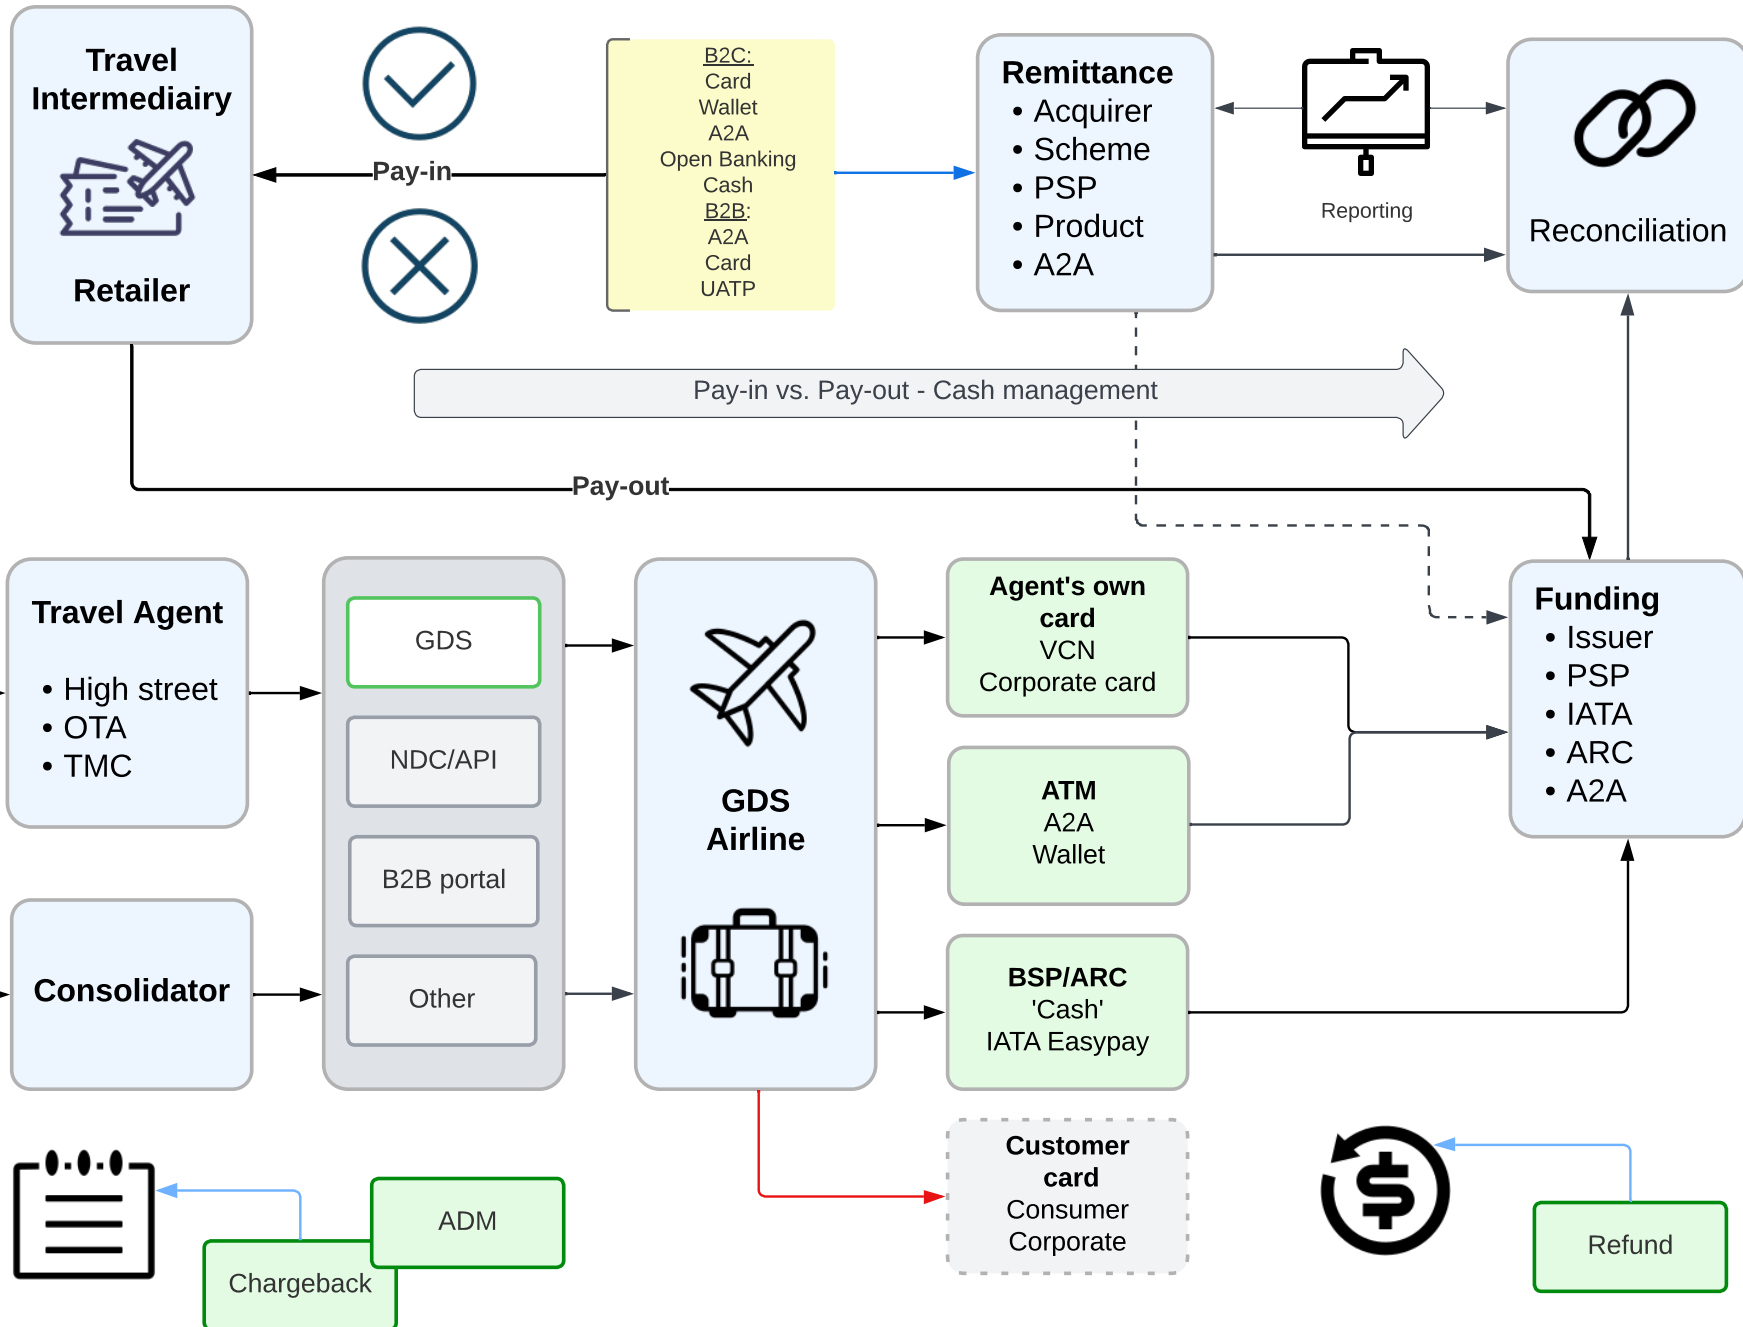 Travel
Intermediairy
Retailer
Pay-in
B2C:
Card
Wallet
A2A
Open Banking
Cash
B2B:
A2A
Card
UATP
Remittance
• Acquirer
• Scheme
• PSP
• Product
• A2A
Reporting
Reconciliation
Pay-in vs. Pay-out - Cash management
Pay-out
Travel Agent
• High street
• OTA
• TMC
Consolidator
GDS
NDC/API
B2B portal
Other
GDS
Airline
Agent's own
card
VCN
Corporate card
ATM
A2A
Wallet
BSP/ARC
'Cash'
IATA Easypay
Customer
card
Consumer
Corporate
Funding
• Issuer
• PSP
• IATA
• ARC
• A2A
ADM
Chargeback
Refund